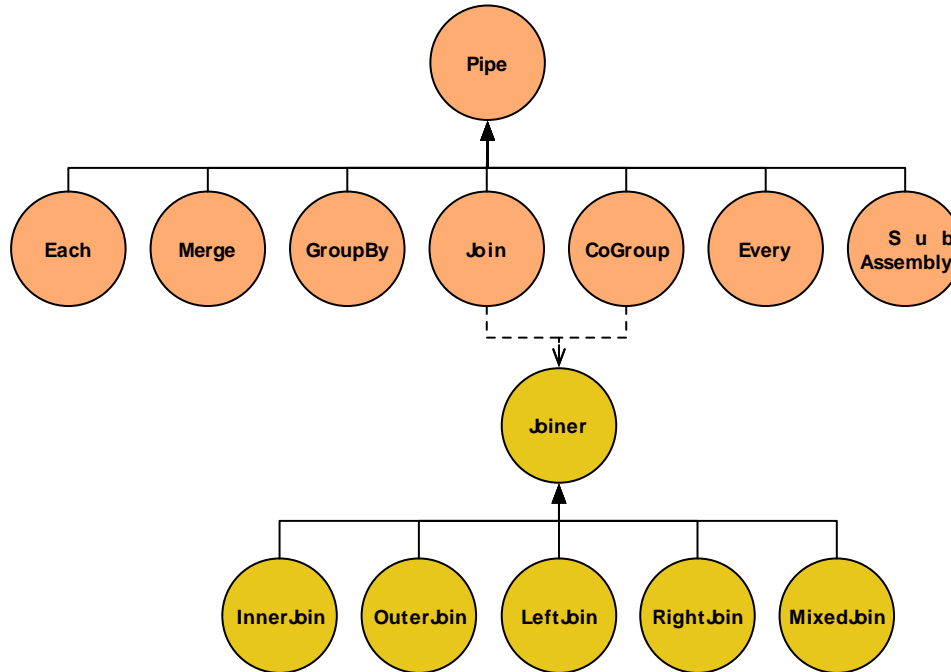 Pipe
Each
Merge
GroupBy
Join
CoGroup
Every
S u b
Assembly
Joiner
InnerJoin
OuterJoin
LeftJoin
RightJoin
MixedJoin